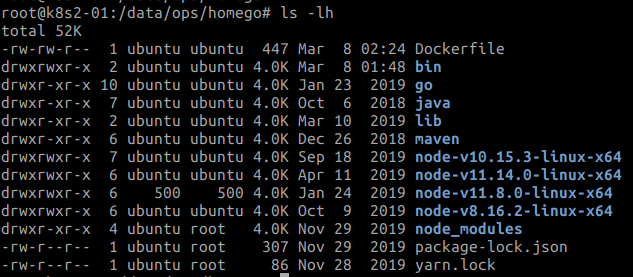 root@k8s2-01:/data/ops/homego# ls -lh
total 52K
-rw-rw-r-- 1 ubuntu ubuntu 447 Mar 8 02:24 Dockerfile
drwxrwxr-x 2 ubuntu ubuntu 4.0K Mar 8 01:48 bin
drwxr-xr-x 10 ubuntu ubuntu 4.0K Jan 23 2019 go
drwxr-xr-x 7 ubuntu ubuntu 4.0K Oct 6 2018 java
drwxrwxr-x 2 ubuntu ubuntu 4.0K Mar 10 2019 lib
drwxrwxr-x 6 ubuntu ubuntu 4.0K Dec 26 2018 maven
drwxrwxr-x 7 ubuntu ubuntu 4.0K Sep 18 2019 node-v10.15.3-linux-x64
drwxrwxr-x 6 ubuntu ubuntu 4.0K Apr 11 2019 node-v11.14.0-linux-x64
drwxrwxr-x 6 500 500 4.0K Jan 24 2019 node-v11.8.0-linux-x64
drwxrwxr-x 6 ubuntu ubuntu 4.0K Oct 9 2019 node-v8.16.2-linux-x64
drwxr-xr-x 4 ubuntu root 4.0K Nov 29 2019 node_modules
-rw-r--r-- 1 ubuntu root 307 Nov 29 2019 package-lock.json
-rw-r--r-- 1 ubuntu root 86 Nov 28 2019 yarn.lock